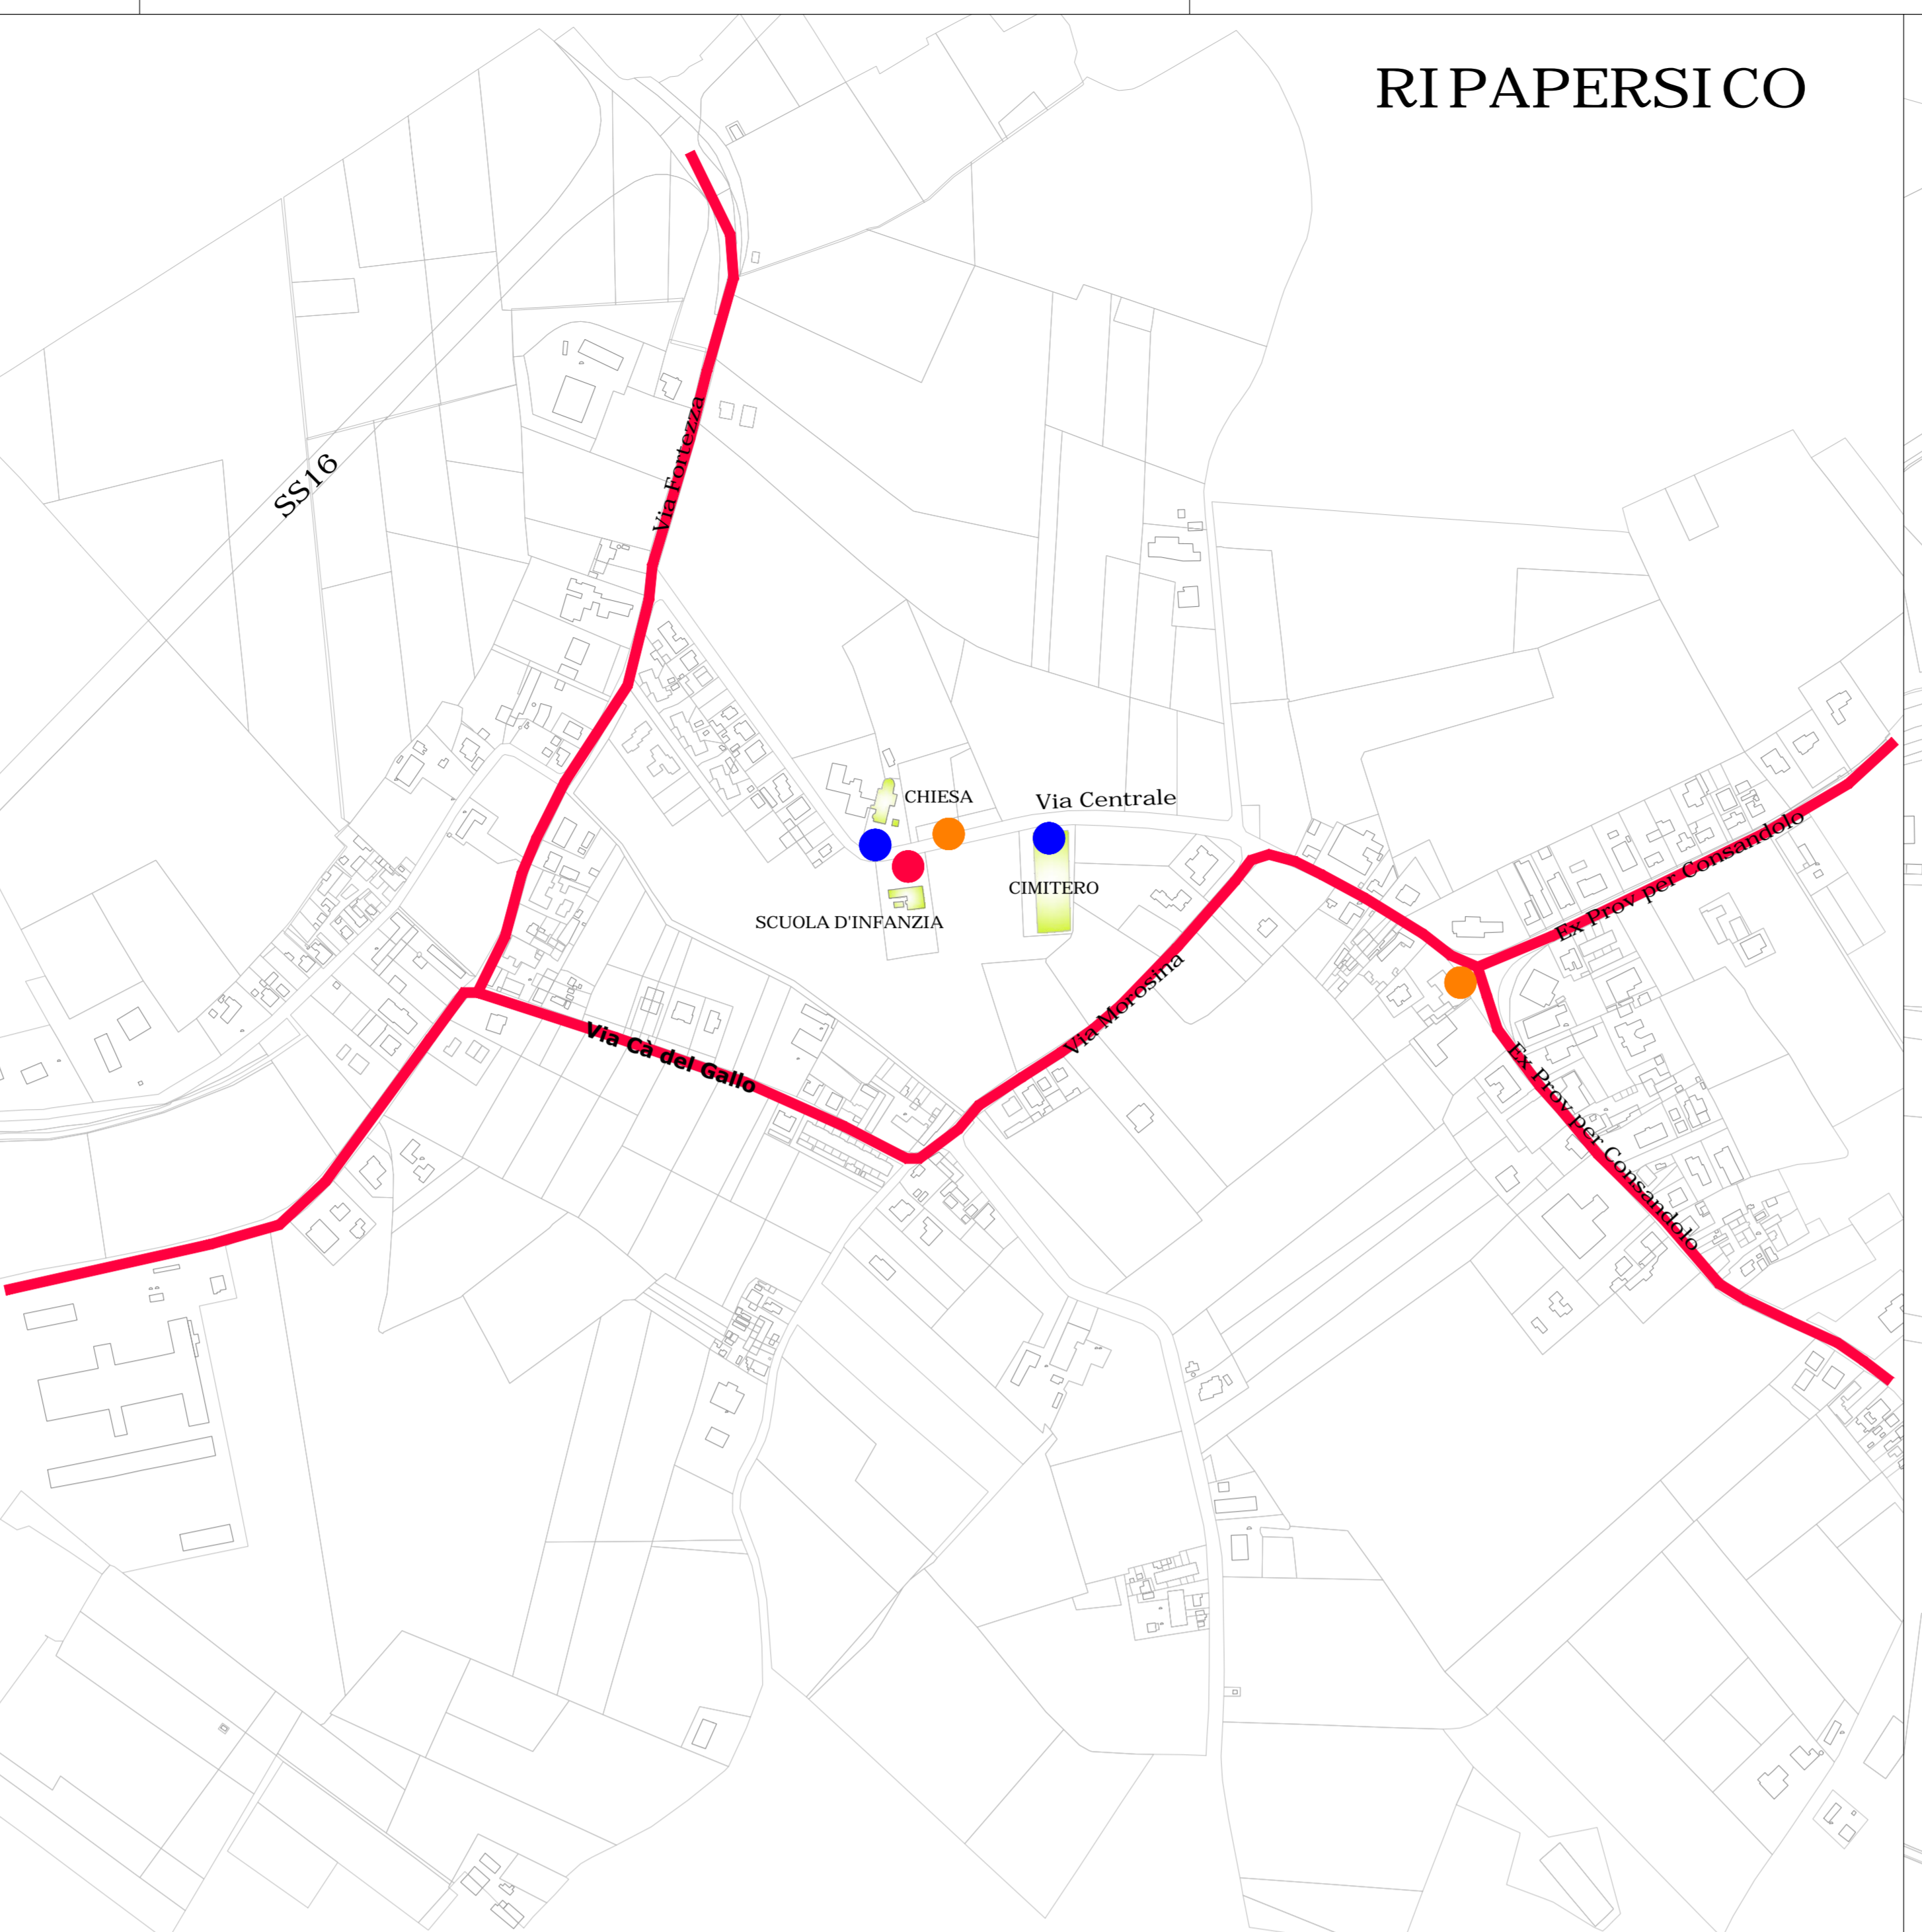 RIPAPERSICO
SS16
Via Fortezza
CHIESA
Via Centrale
Ex Prov per Consandolo
CIMITERO
SCUOLA D'INFANZIA
Via Morosina
Via Cà del Gallo
Ex Prov per Consandolo